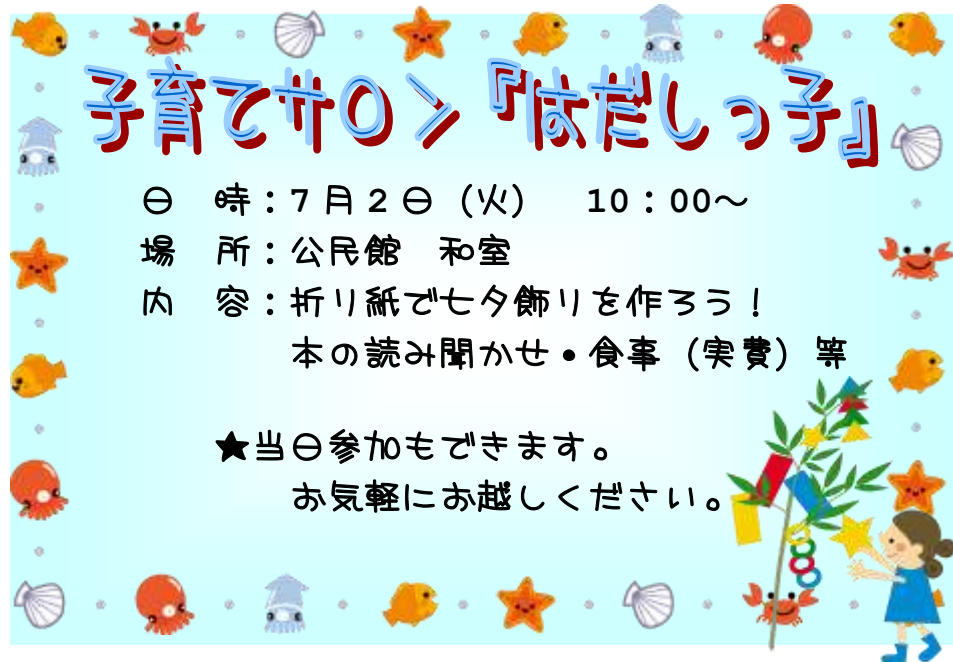 子育てサロン『はだしっ子』
日　時：7月2日（火）　10：00～
場　所：公民館　和室
内　容：折り紙で七夕飾りを作ろう！
本の読み聞かせ・食事（実費）等
★当日参加もできます。
お気軽にお越しください。